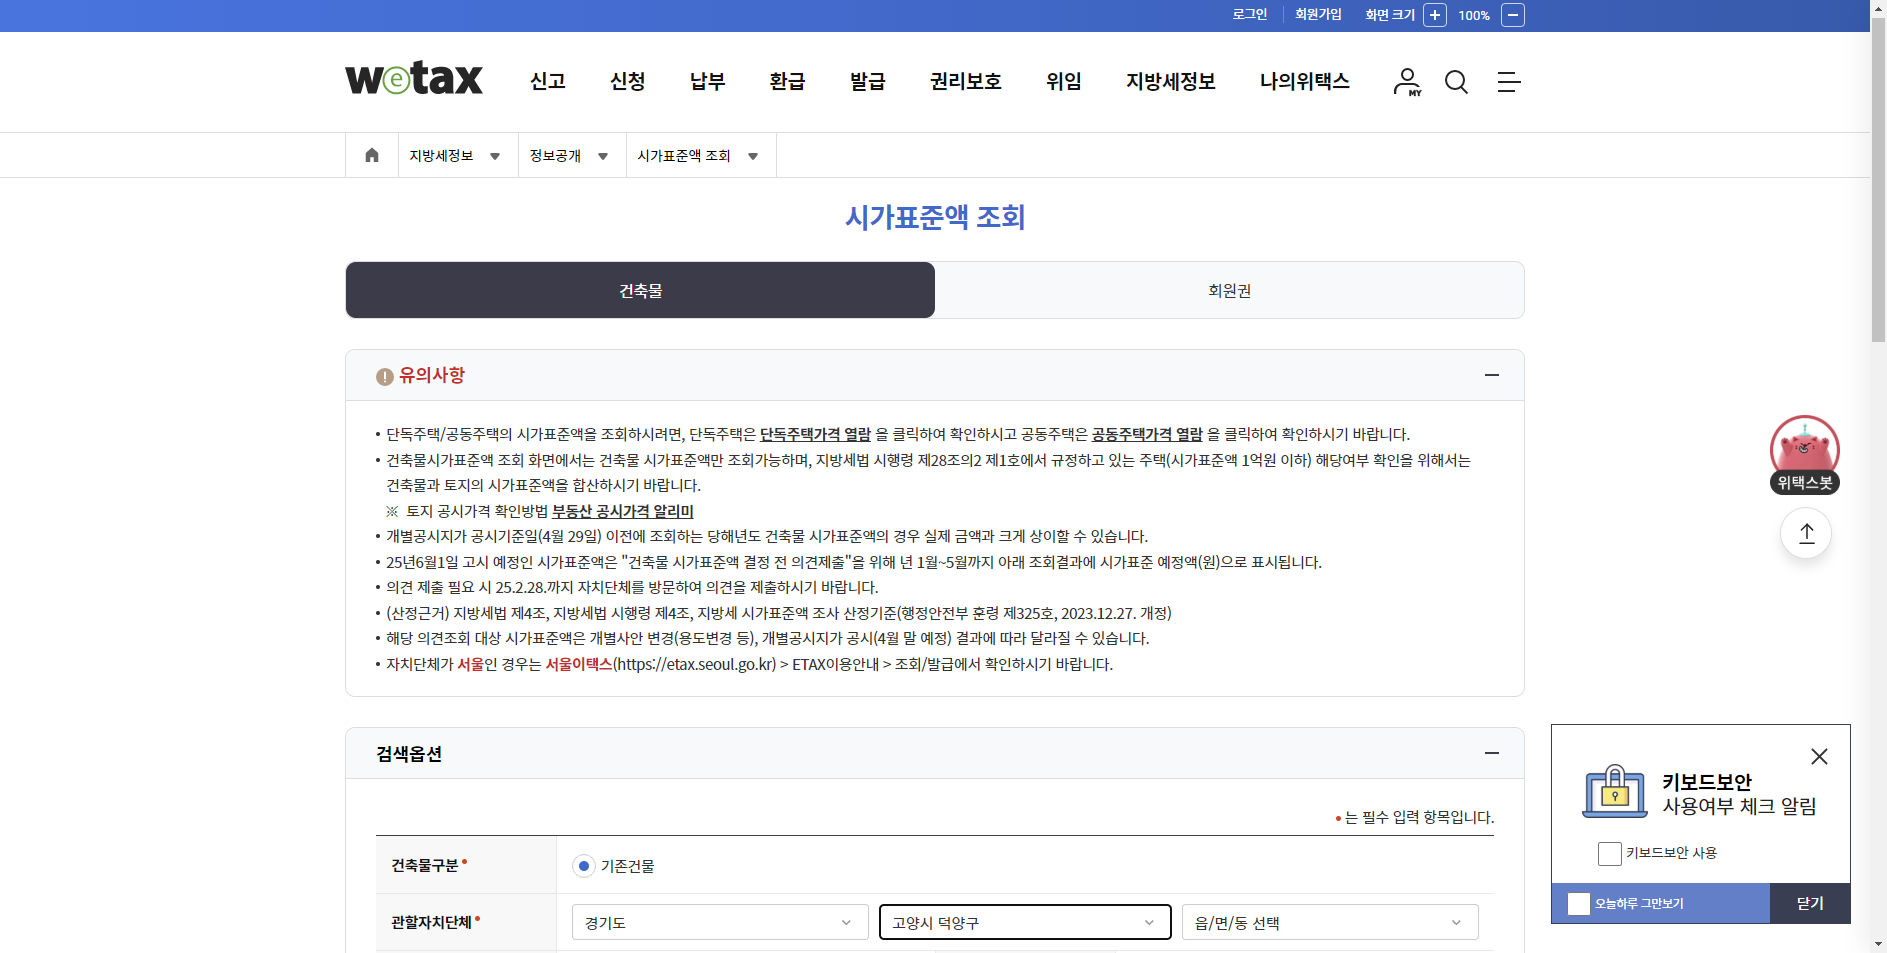 로그인 회원가입 화면 크기 + 100% −
wetax 신고 신청 납부 환급 발급 권리보호 위임 지방세정보 나의위택스 MY
지방세정보 정보공개 시가표준액 조회
시가표준액 조회
건축물 회원권
유의사항
• 단독주택/공동주택의 시가표준액을 조회하시려면, 단독주택은 단독주택가격 열람 을 클릭하여 확인하시고 공동주택은 공동주택가격 열람 을 클릭하여 확인하시기 바랍니다.
• 건축물시가표준액 조회 화면에서는 건축물 시가표준액만 조회가능하며, 지방세법 시행령 제28조의2 제1호에서 규정하고 있는 주택(시가표준액 1억원 이하) 해당여부 확인을 위해서는
건축물과 토지의 시가표준액을 합산하시기 바랍니다.
※ 토지 공시가격 확인방법 부동산 공시가격 알리미
• 개별공시지가 공시기준일(4월 29일) 이전에 조회하는 당해년도 건축물 시가표준액의 경우 실제 금액과 크게 상이할 수 있습니다.
• 25년6월1일 고시 예정인 시가표준액은 "건축물 시가표준액 결정 전 의견제출"을 위해 년 1월~5월까지 아래 조회결과에 시가표준 예정액(원)으로 표시됩니다.
• 의견 제출 필요 시 25.2.28.까지 자치단체를 방문하여 의견을 제출하시기 바랍니다.
• (산정근거) 지방세법 제4조, 지방세법 시행령 제4조, 지방세 시가표준액 조사 산정기준(행정안전부 훈령 제325호, 2023.12.27. 개정)
• 해당 의견조회 대상 시가표준액은 개별사안 변경(용도변경 등), 개별공시지가 공시(4월 말 예정) 결과에 따라 달라질 수 있습니다.
• 자치단체가 서울인 경우는 서울이택스(https://etax.seoul.go.kr) > ETAX이용안내 > 조회/발급에서 확인하시기 바랍니다.
위택스봇
검색옵션
• 는 필수 입력 항목입니다.
건축물구분• 기존건물
관할자치단체• 경기도 고양시 덕양구 읍/면/동 선택
키보드보안
사용여부 체크 알림
키보드보안 사용
오늘하루 그만보기 닫기